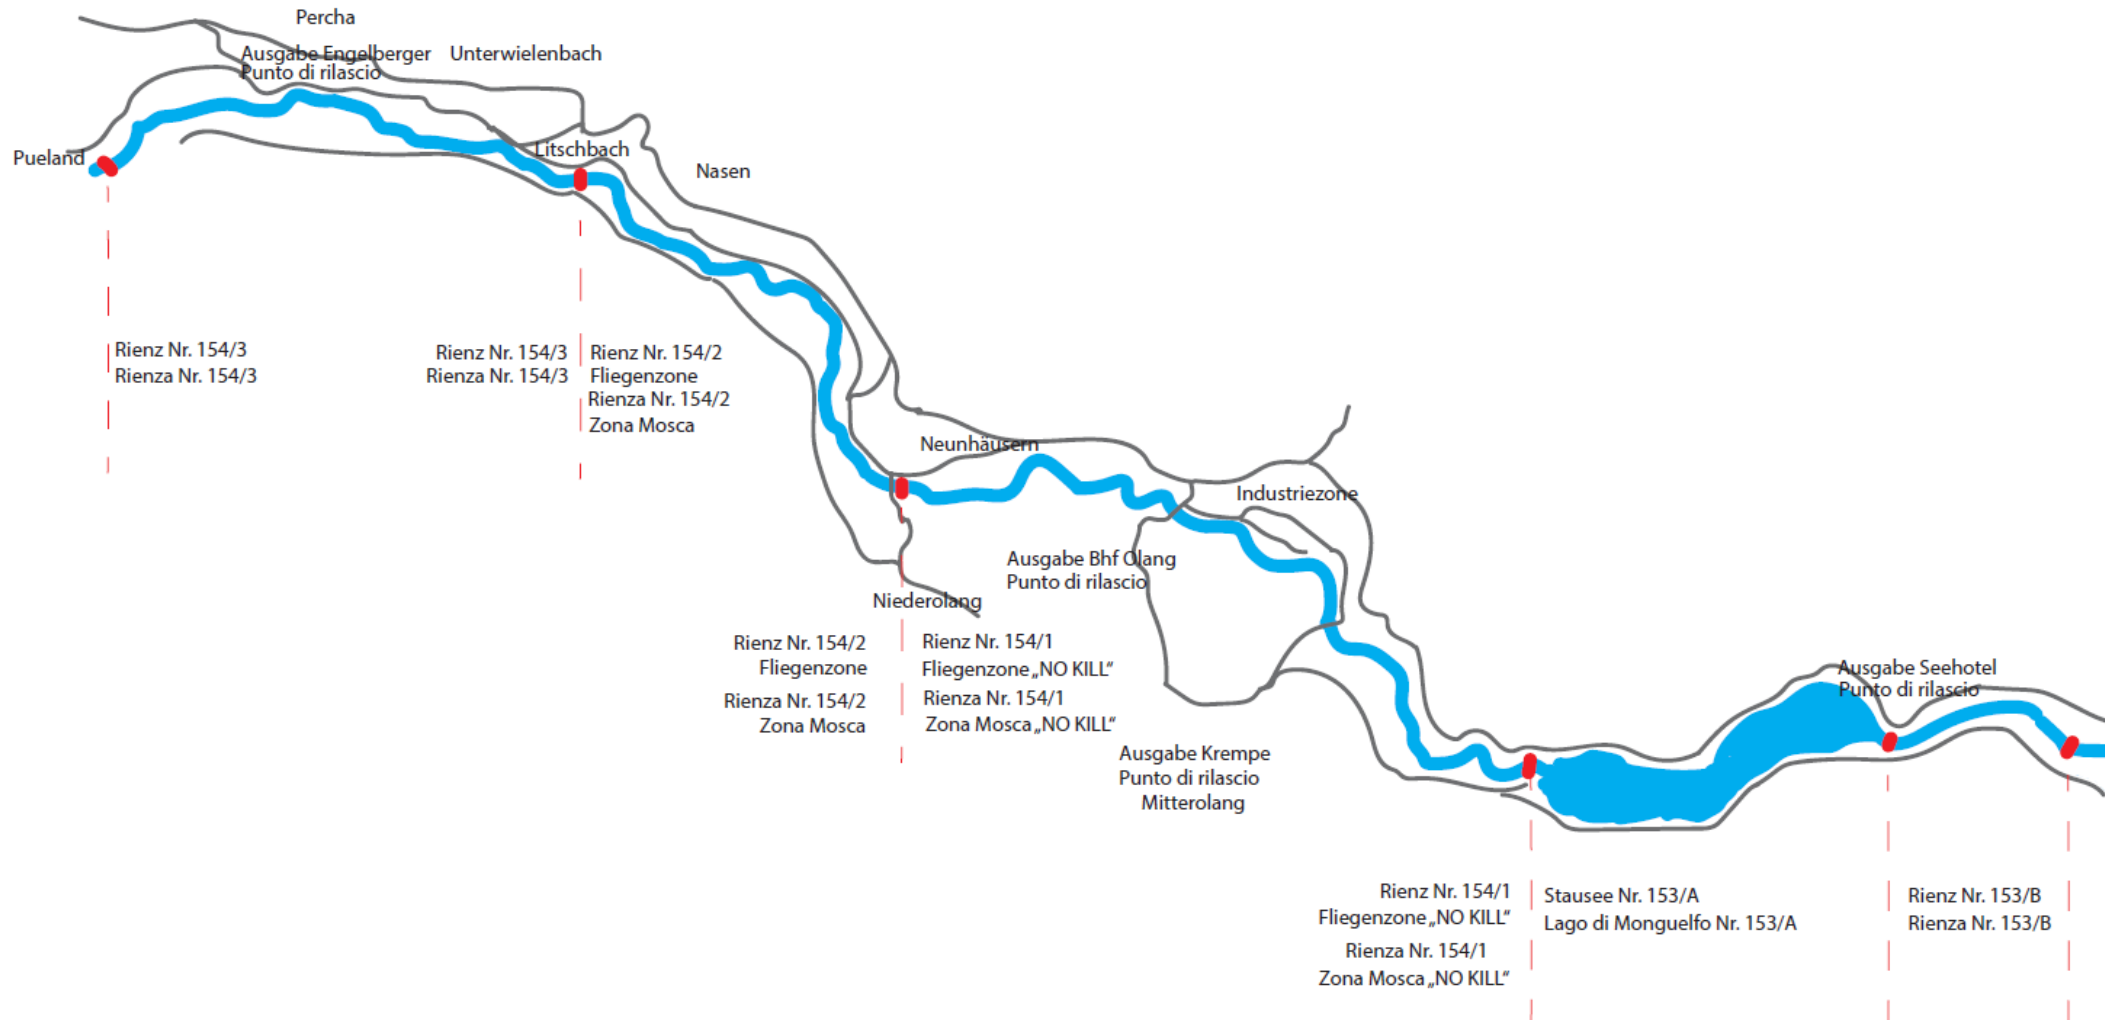 Percha
Ausgabe Engelberger
Punto di rilascio
Unterwielenbach
Pueland
Litschbach
Nasen
Rienz Nr. 154/3
Rienza Nr. 154/3
Rienz Nr. 154/3
Rienza Nr. 154/3
Rienz Nr. 154/2
Fliegenzone
Rienza Nr. 154/2
Zona Mosca
Neunhäusern
Industriezone
Ausgabe Bhf Olang
Punto di rilascio
Niederolang
Rienz Nr. 154/2
Fliegenzone
Rienza Nr. 154/2
Zona Mosca
Rienz Nr. 154/1
Fliegenzone „NO KILL“
Rienza Nr. 154/1
Zona Mosca „NO KILL“
Ausgabe Seehotel
Punto di rilascio
Ausgabe Krempe
Punto di rilascio
Mitterolang
Rienz Nr. 154/1
Fliegenzone „NO KILL“
Rienza Nr. 154/1
Zona Mosca „NO KILL“
Stausee Nr. 153/A
Lago di Monguelfo Nr. 153/A
Rienz Nr. 153/B
Rienza Nr. 153/B